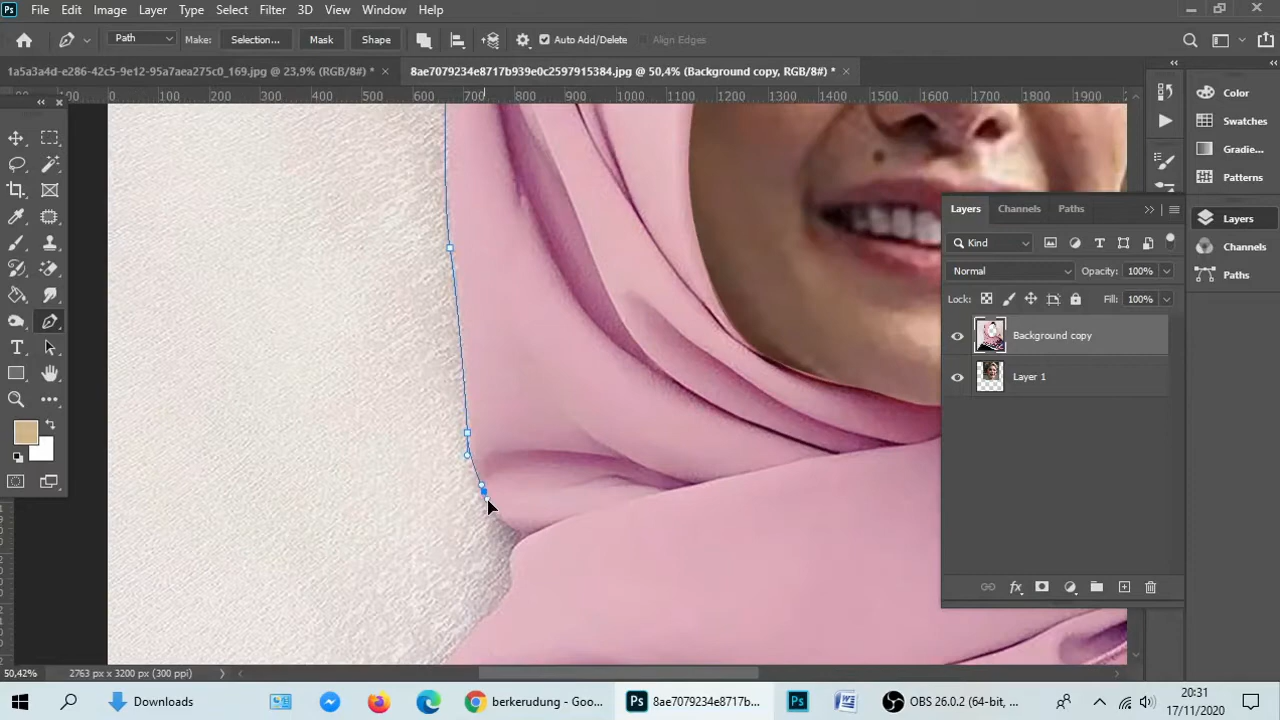 Ps File Edit Image Layer Type Select Filter 3D View Window Help
Path Make: Selection... Mask Shape Auto Add/Delete Align Edges
1a5a3a4d-e286-42c5-9e12-95a7aea275c0_169.jpg @ 23,9% (RGB/8#) * × 8ae7079234e8717b939e0c2597915384.jpg @ 50,4% (Background copy, RGB/8#) * ×
0 100 200 300 400 500 600 700 800 900 1000 1100 1200 1300 1400 1500 1600 1700 1800 1900
Color
Swatches
Gradie...
Patterns
Layers
Channels
Paths
Layers Channels Paths
Kind
Normal Opacity: 100%
Lock: Fill: 100%
Background copy
Layer 1
fx
50,42% 2763 px x 3200 px (300 ppi)
Downloads berkerudung - Goo... Ps 8ae7079234e8717b... Ps OBS 26.0.2 (64-bit, ...
20:31
17/11/2020